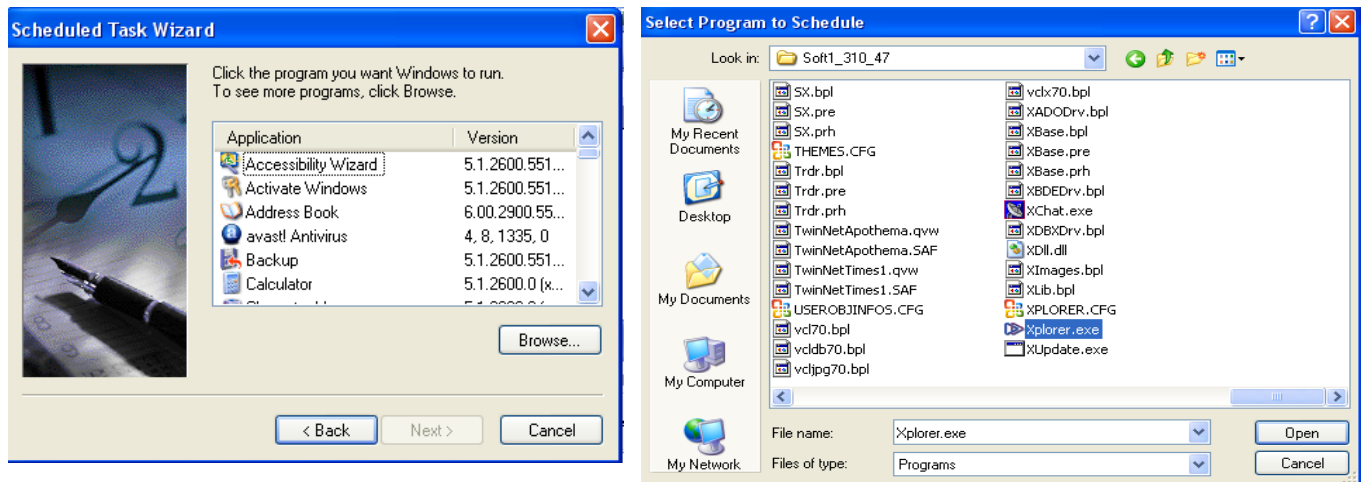 Scheduled Task Wizard
Click the program you want Windows to run.
To see more programs, click Browse.
Application Version
Accessibility Wizard 5.1.2600.551...
Activate Windows 5.1.2600.551...
Address Book 6.00.2900.55...
avast! Antivirus 4, 8, 1335, 0
Backup 5.1.2600.551...
Calculator 5.1.2600.0 (x...
Browse...
< Back Next > Cancel
Select Program to Schedule
Look in: Soft1_310_47
My Recent
Documents
Desktop
My Documents
My Computer
My Network
SX.bpl
SX.pre
SX.prh
THEMES.CFG
Trdr.bpl
Trdr.pre
Trdr.prh
TwinNetApothema.qvw
TwinNetApothema.SAF
TwinNetTimes1.qvw
TwinNetTimes1.SAF
USEROBJINFOS.CFG
vcl70.bpl
vcldb70.bpl
vcljpg70.bpl
vclx70.bpl
XADODrv.bpl
XBase.bpl
XBase.pre
XBase.prh
XBDEDrv.bpl
XChat.exe
XDBXDrv.bpl
XDll.dll
XImages.bpl
XLib.bpl
XPLORER.CFG
Xplorer.exe
XUpdate.exe
File name: Xplorer.exe Open
Files of type: Programs Cancel